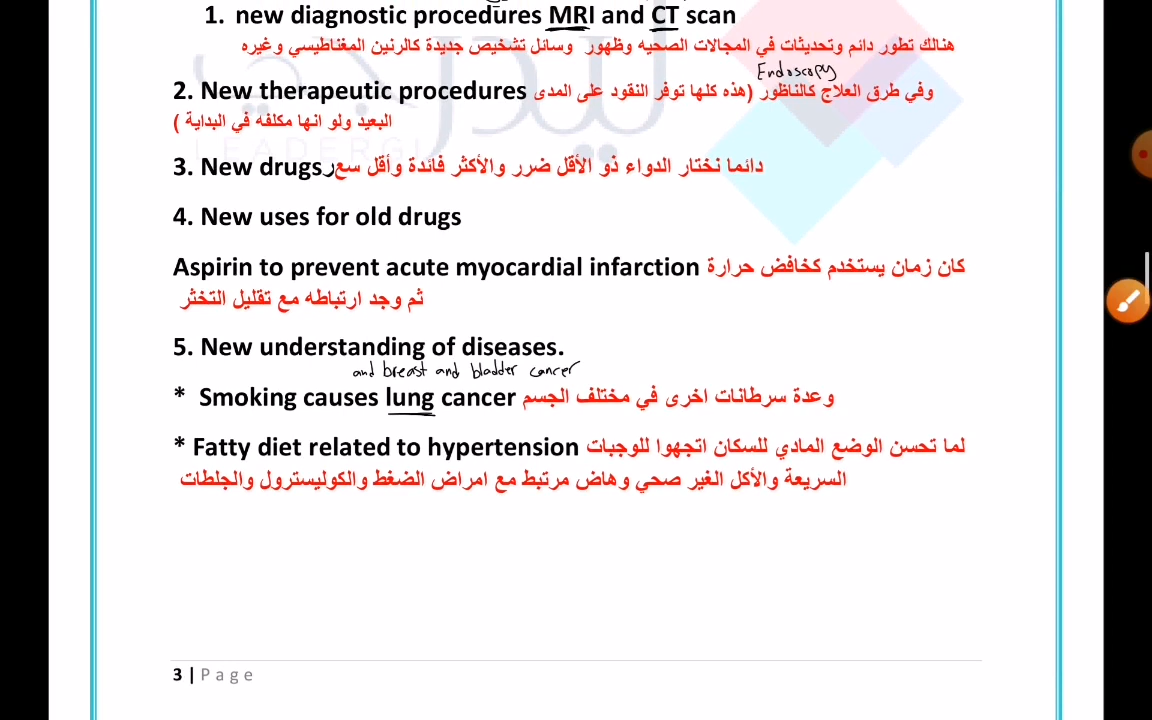 1. new diagnostic procedures MRI and CT scan
هنالك تطور دائم وتحديثات في المجالات الصحيه وظهور وسائل تشخيص جديدة كالرنين المغناطيسي وغيره
Endoscopy
2. New therapeutic procedures وفي طرق العلاج كالناظور (هذه كلها توفر النقود على المدى
البعيد ولو انها مكلفه في البداية )
LEADERGI
3. New drugs دائما نختار الدواء ذو الأقل ضرر والأكثر فائدة وأقل سعر
4. New uses for old drugs
Aspirin to prevent acute myocardial infarction كان زمان يستخدم كخافض حرارة
ثم وجد ارتباطه مع تقليل التخثر
5. New understanding of diseases.
and breast and bladder cancer
* Smoking causes lung cancer وعدة سرطانات اخرى في مختلف الجسم
* Fatty diet related to hypertension لما تحسن الوضع المادي للسكان اتجهوا للوجبات
السريعة والأكل الغير صحي وهاض مرتبط مع امراض الضغط والكوليسترول والجلطات
3 | Page